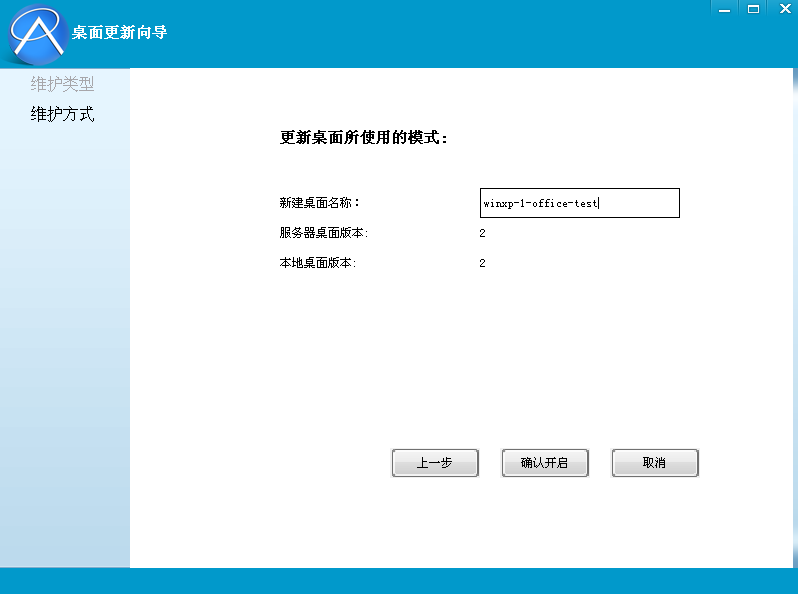 桌面更新向导
维护类型
维护方式
更新桌面所使用的模式:
新建桌面名称：
winxp-1-office-test
服务器桌面版本:
2
本地桌面版本:
2
上一步
确认开启
取消